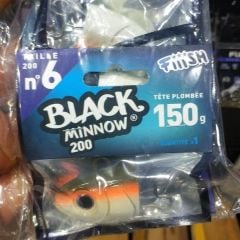 TAILLE
200
n°6
FIIISH
BLACK
MINNOW®
200
TÊTE PLOMBÉE
150g